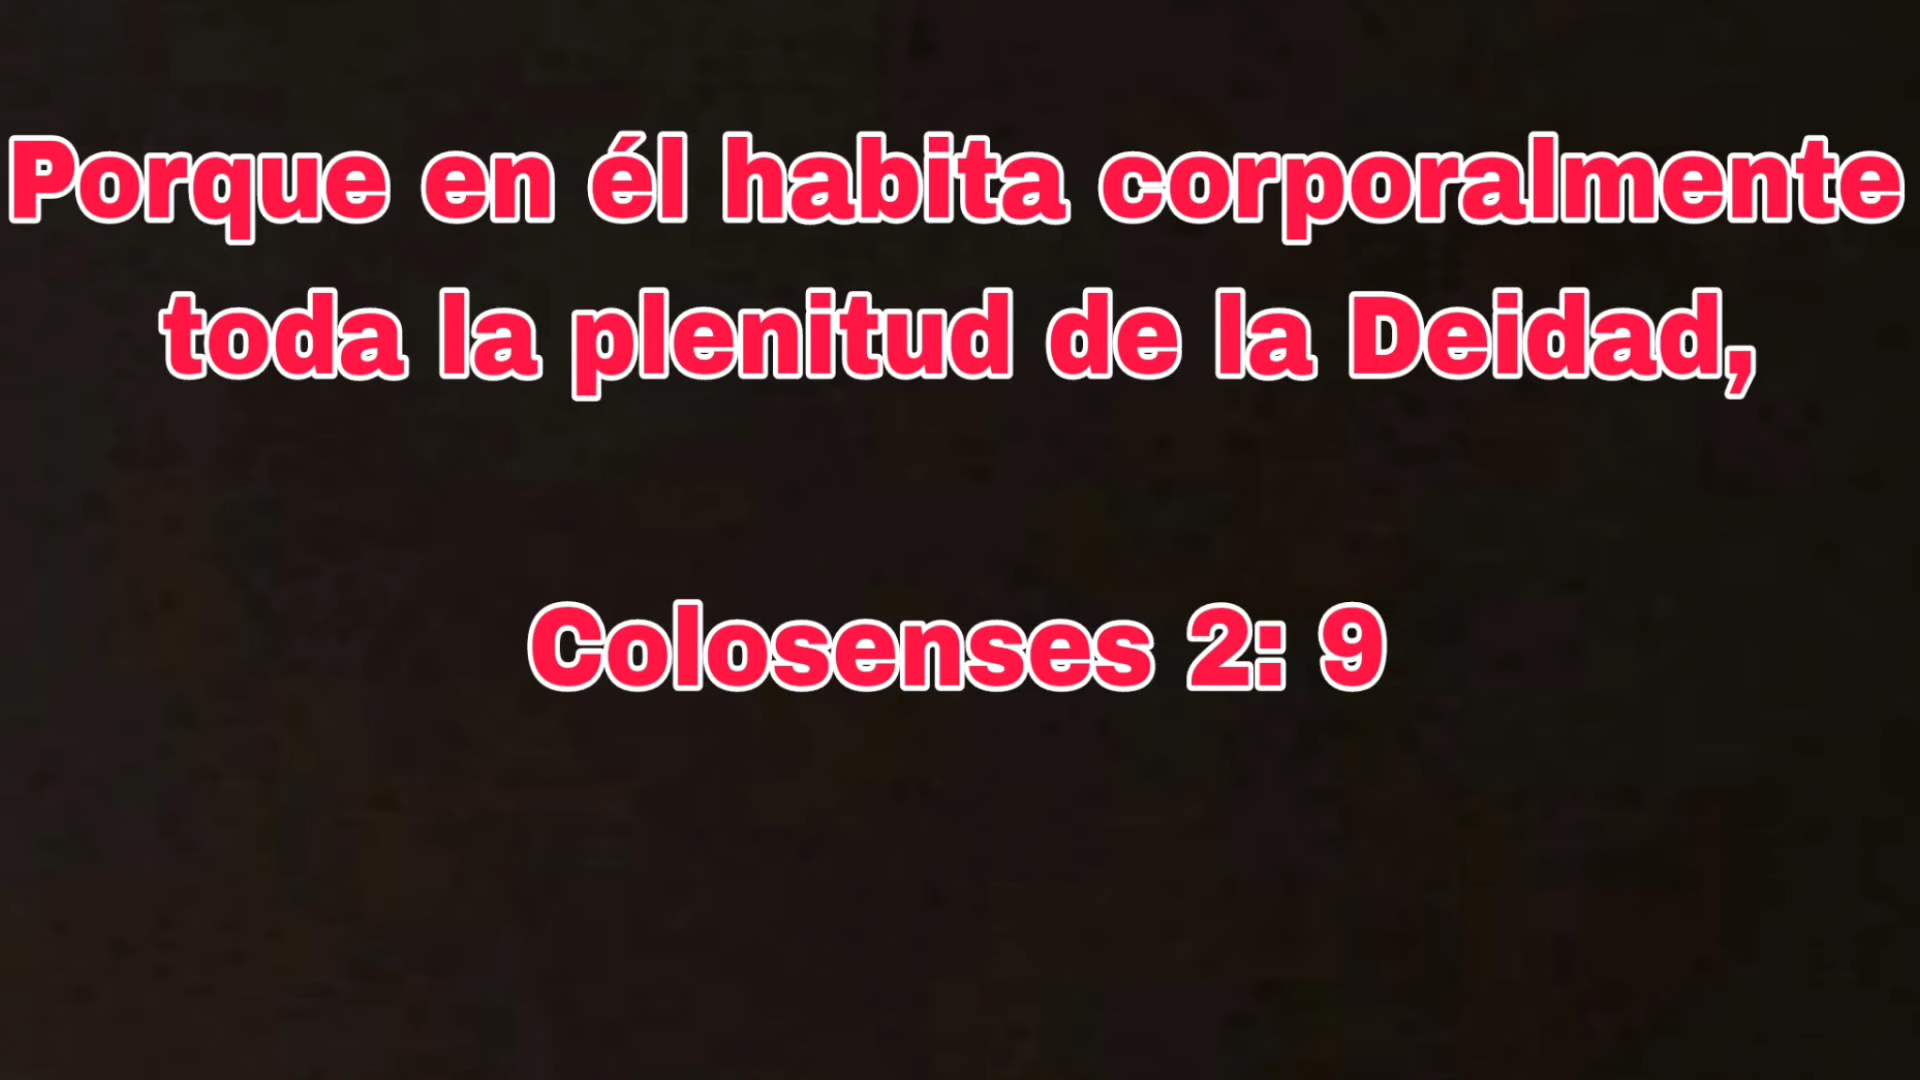 Porque en él habita corporalmente
toda la plenitud de la Deidad,
Colosenses 2: 9